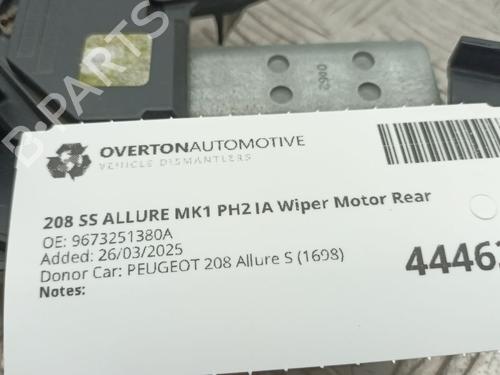 2940
B-PARTS
OVERTONAUTOMOTIVE
VEHICLE DISMANTLERS
208 SS ALLURE MK1 PH2 IA Wiper Motor Rear
OE: 9673251380A
Added: 26/03/2025
Donor Car: PEUGEOT 208 Allure S (1698)
Notes: